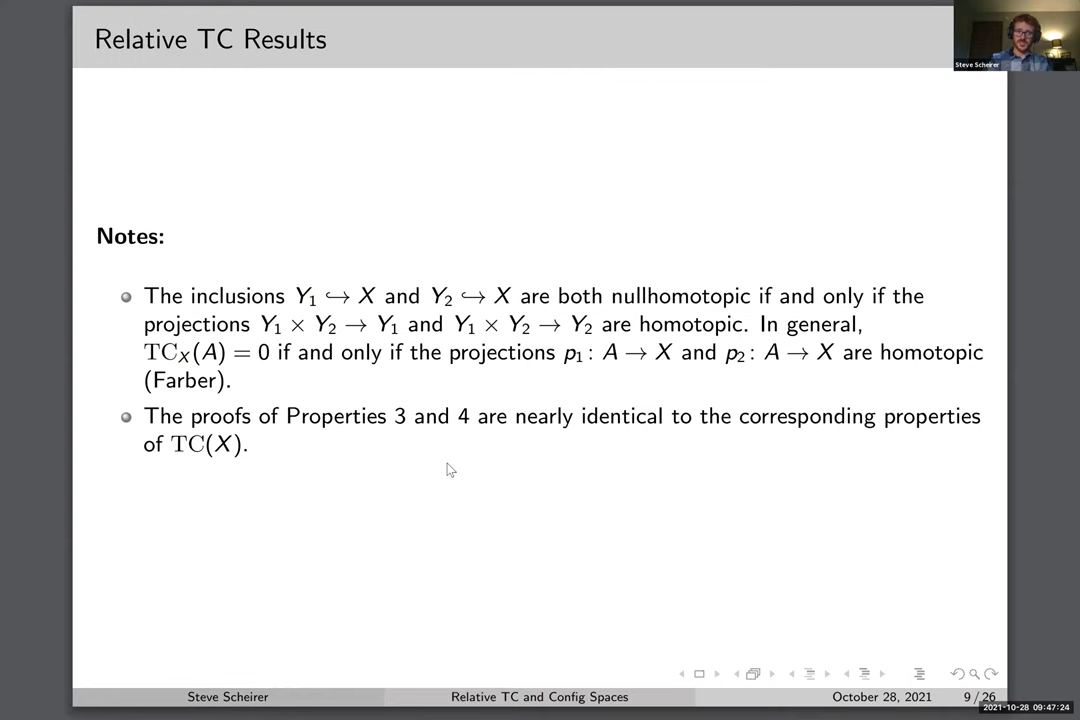 Relative TC Results
Steve Scheirer
Notes:
The inclusions Y₁ ↪ X and Y₂ ↪ X are both nullhomotopic if and only if the
projections Y₁ × Y₂ → Y₁ and Y₁ × Y₂ → Y₂ are homotopic. In general,
TCX(A) = 0 if and only if the projections p₁: A → X and p₂: A → X are homotopic
(Farber).
The proofs of Properties 3 and 4 are nearly identical to the corresponding properties
of TC(X).
Steve Scheirer Relative TC and Config Spaces October 28, 2021 9 / 26
2021-10-28 09:47:24